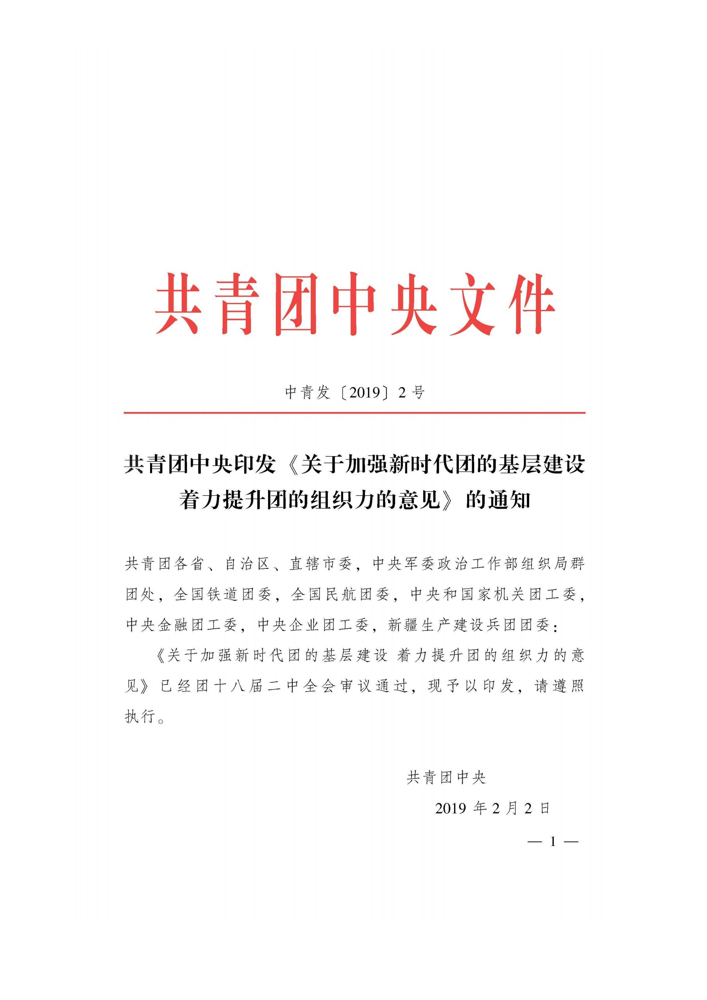 共青团中央文件
中青发〔2019〕2 号
共青团中央印发《关于加强新时代团的基层建设
着力提升团的组织力的意见》的通知
共青团各省、自治区、直辖市委，中央军委政治工作部组织局群
团处，全国铁道团委，全国民航团委，中央和国家机关团工委，
中央金融团工委，中央企业团工委，新疆生产建设兵团团委：
《关于加强新时代团的基层建设 着力提升团的组织力的意
见》已经团十八届二中全会审议通过，现予以印发，请遵照
执行。
共青团中央
2019 年 2 月 2 日
— 1 —